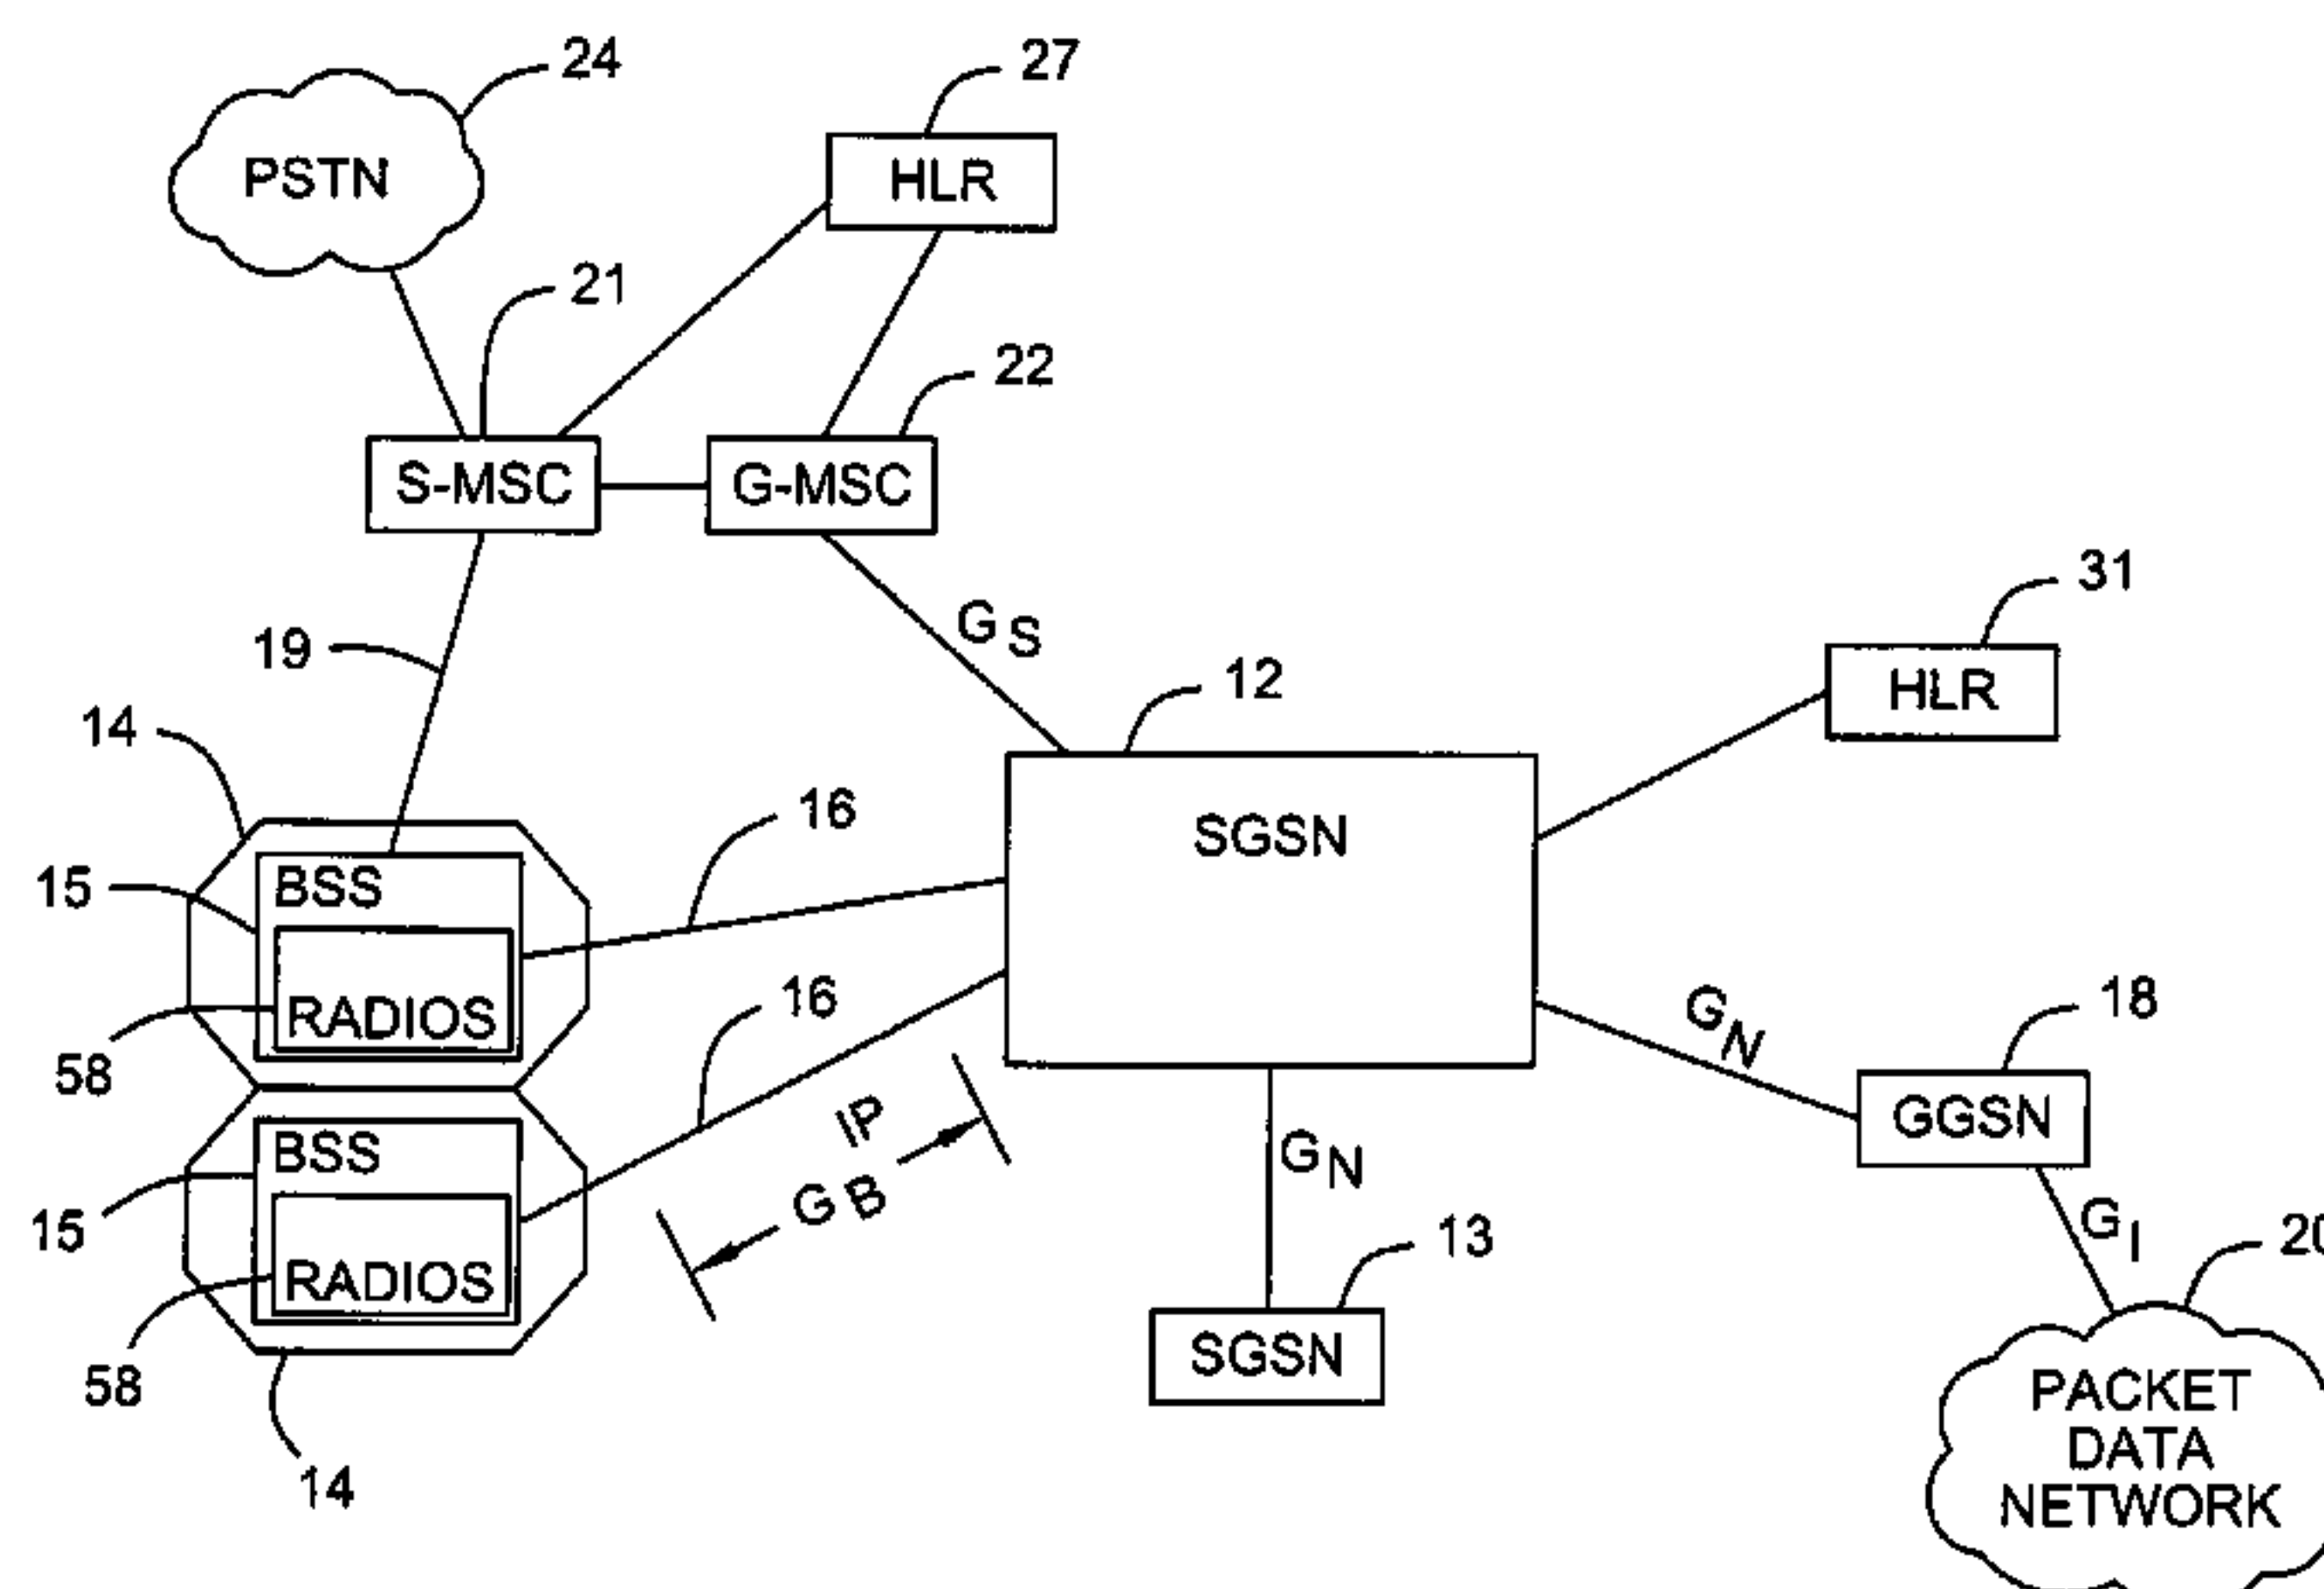 24
27
PSTN
HLR
21
22
S-MSC
G-MSC
GS
31
19
12
HLR
14
16
SGSN
15
BSS
16
GN
18
RADIOS
58
IP
GGSN
BSS
GN
GB
15
13
GI
20
RADIOS
SGSN
58
PACKET
DATA
NETWORK
14